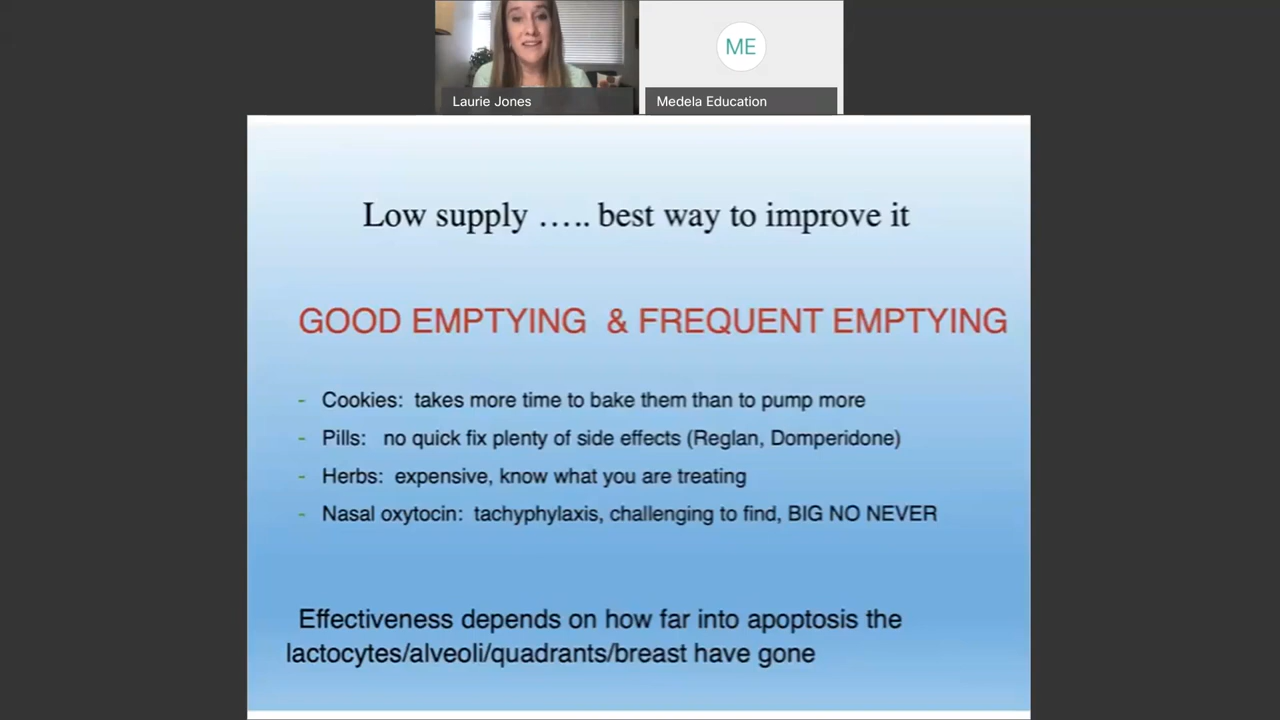 ME
Laurie Jones
Medela Education
Low supply ..... best way to improve it
GOOD EMPTYING & FREQUENT EMPTYING
- Cookies: takes more time to bake them than to pump more
- Pills: no quick fix plenty of side effects (Reglan, Domperidone)
- Herbs: expensive, know what you are treating
- Nasal oxytocin: tachyphylaxis, challenging to find, BIG NO NEVER
Effectiveness depends on how far into apoptosis the
lactocytes/alveoli/quadrants/breast have gone